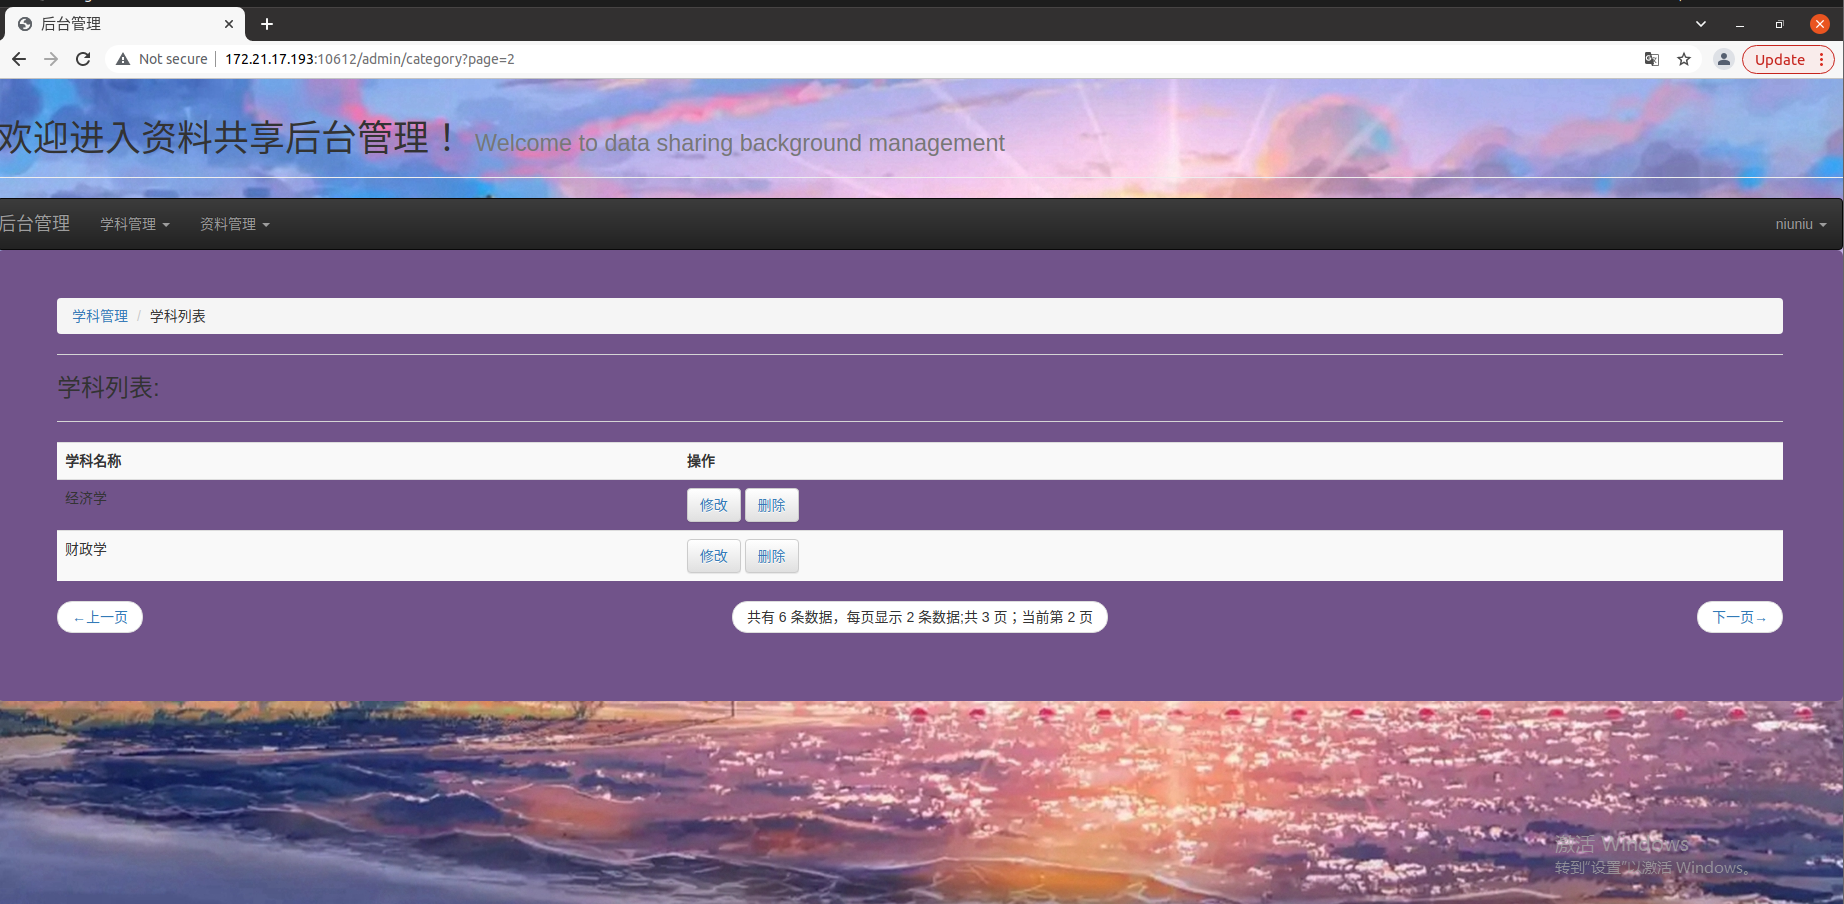 后台管理
Not secure 172.21.17.193:10612/admin/category?page=2
Update
欢迎进入资料共享后台管理！ Welcome to data sharing background management
后台管理 学科管理 资料管理 niuniu
学科管理 / 学科列表
学科列表:
学科名称 操作
经济学 修改 删除
财政学 修改 删除
←上一页 共有 6 条数据，每页显示 2 条数据;共 3 页；当前第 2 页 下一页→
激活 Windows
转到“设置”以激活 Windows。